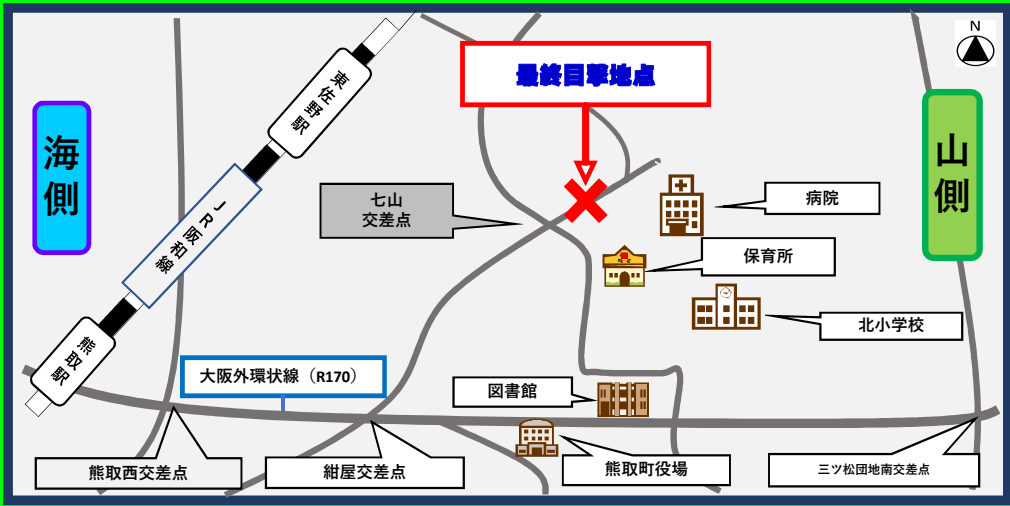 N
最終目撃地点
東佐野駅
海側
山側
七山
交差点
病院
JR阪和線
保育所
北小学校
熊取駅
大阪外環状線（R170）
図書館
熊取西交差点
紺屋交差点
熊取町役場
三ツ松団地南交差点